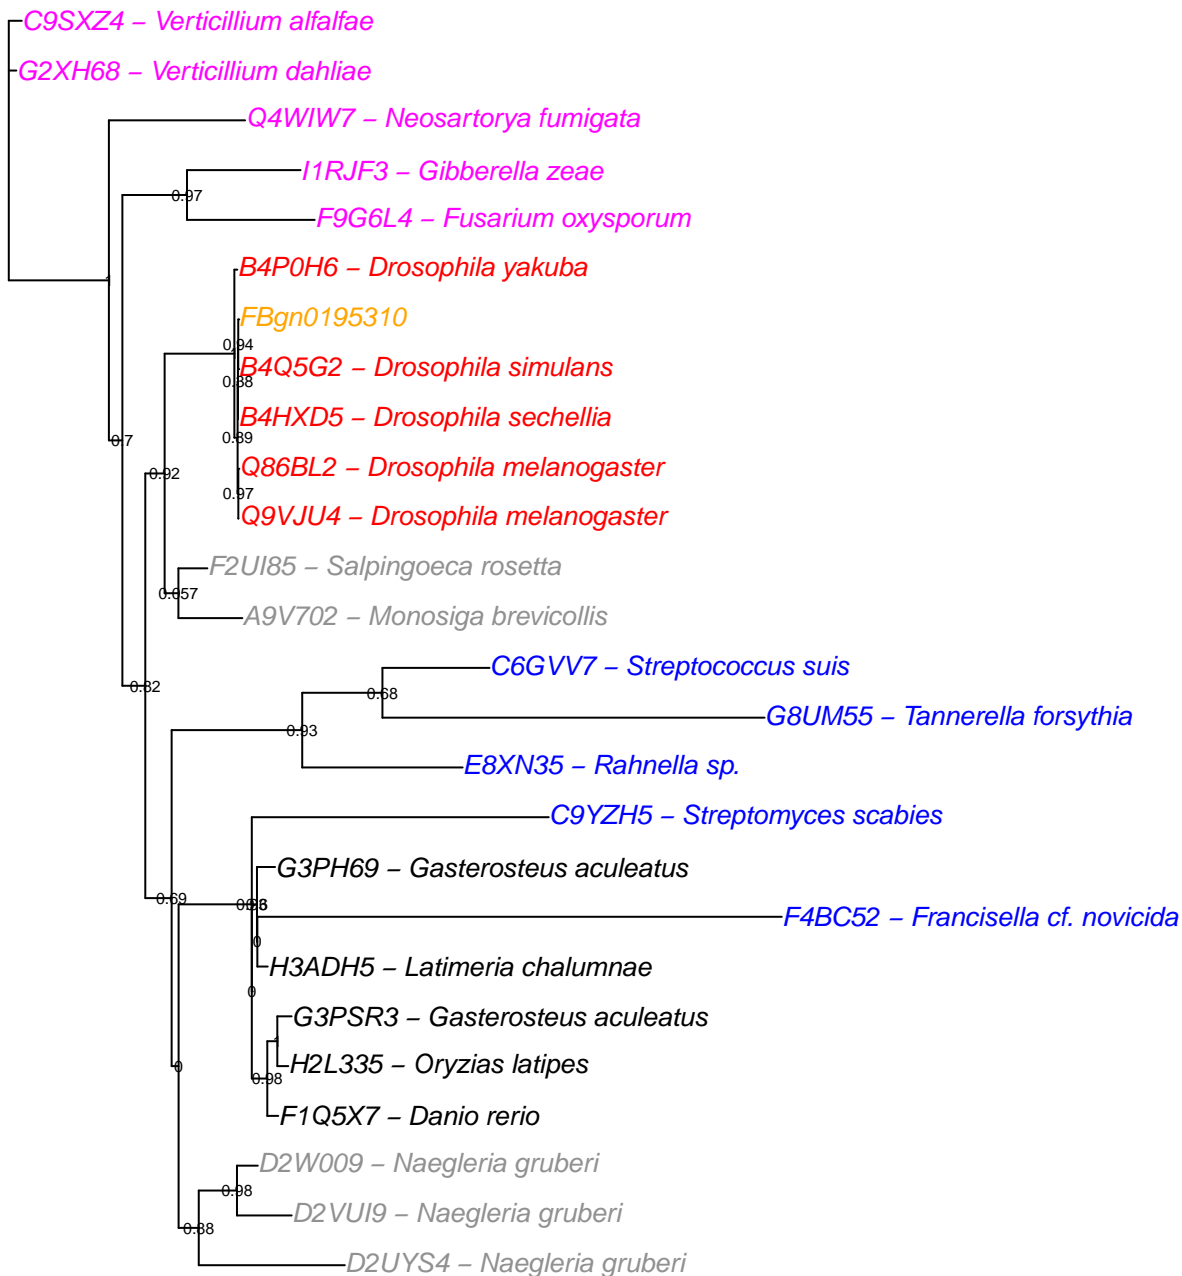 C9SXZ4 – Verticillium alfalfae
G2XH68 – Verticillium dahliae
Q4WIW7 – Neosartorya fumigata
I1RJF3 – Gibberella zeae
0.97
F9G6L4 – Fusarium oxysporum
B4P0H6 – Drosophila yakuba
1
FBgn0195310
0.94
B4Q5G2 – Drosophila simulans
0.88
B4HXD5 – Drosophila sechellia
0.7
0.89
Q86BL2 – Drosophila melanogaster
0.92
0.97
Q9VJU4 – Drosophila melanogaster
F2UI85 – Salpingoeca rosetta
0.057
A9V702 – Monosiga brevicollis
C6GVV7 – Streptococcus suis
0.82
0.68
G8UM55 – Tannerella forsythia
0.93
E8XN35 – Rahnella sp.
C9YZH5 – Streptomyces scabies
G3PH69 – Gasterosteus aculeatus
0.69
F4BC52 – Francisella cf. novicida
0
H3ADH5 – Latimeria chalumnae
0
G3PSR3 – Gasterosteus aculeatus
1
H2L335 – Oryzias latipes
0
0.98
F1Q5X7 – Danio rerio
D2W009 – Naegleria gruberi
0.98
D2VUI9 – Naegleria gruberi
0.88
D2UYS4 – Naegleria gruberi